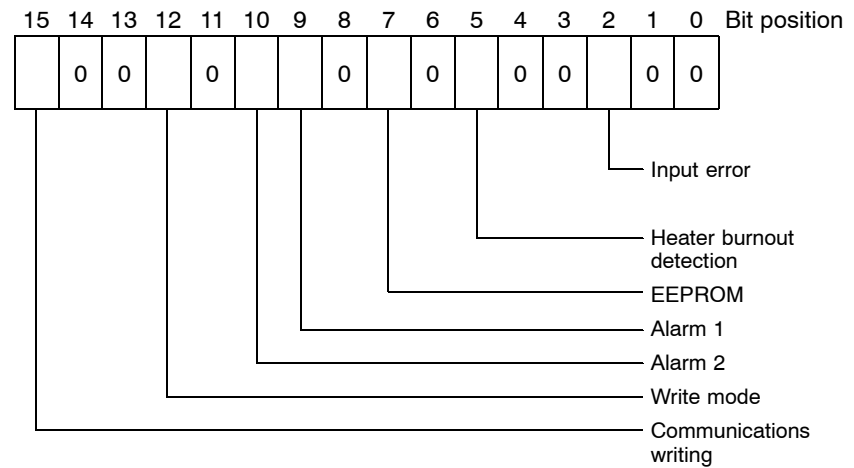 15 14 13 12 11 10 9 8 7 6 5 4 3 2 1 0 Bit position
0 0 0 0 0 0 0 0 0
Input error
Heater burnout
detection
EEPROM
Alarm 1
Alarm 2
Write mode
Communications
writing